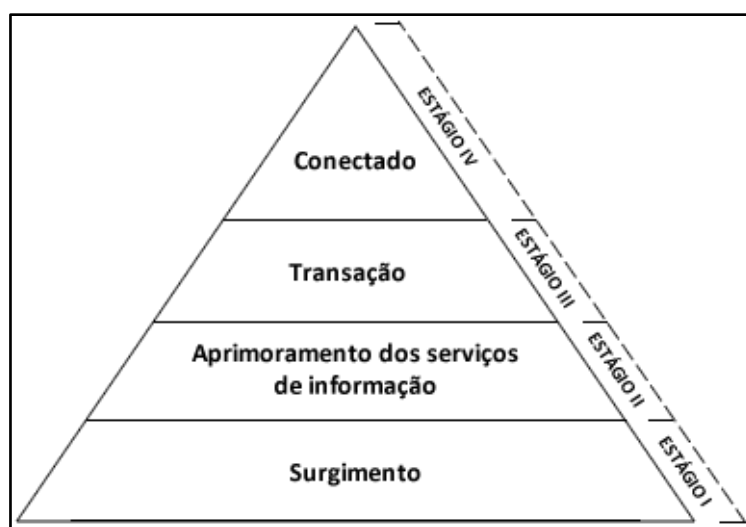 Conectado
ESTÁGIO IV
Transação
ESTÁGIO III
Aprimoramento dos serviços
de informação
ESTÁGIO II
Surgimento
ESTÁGIO I